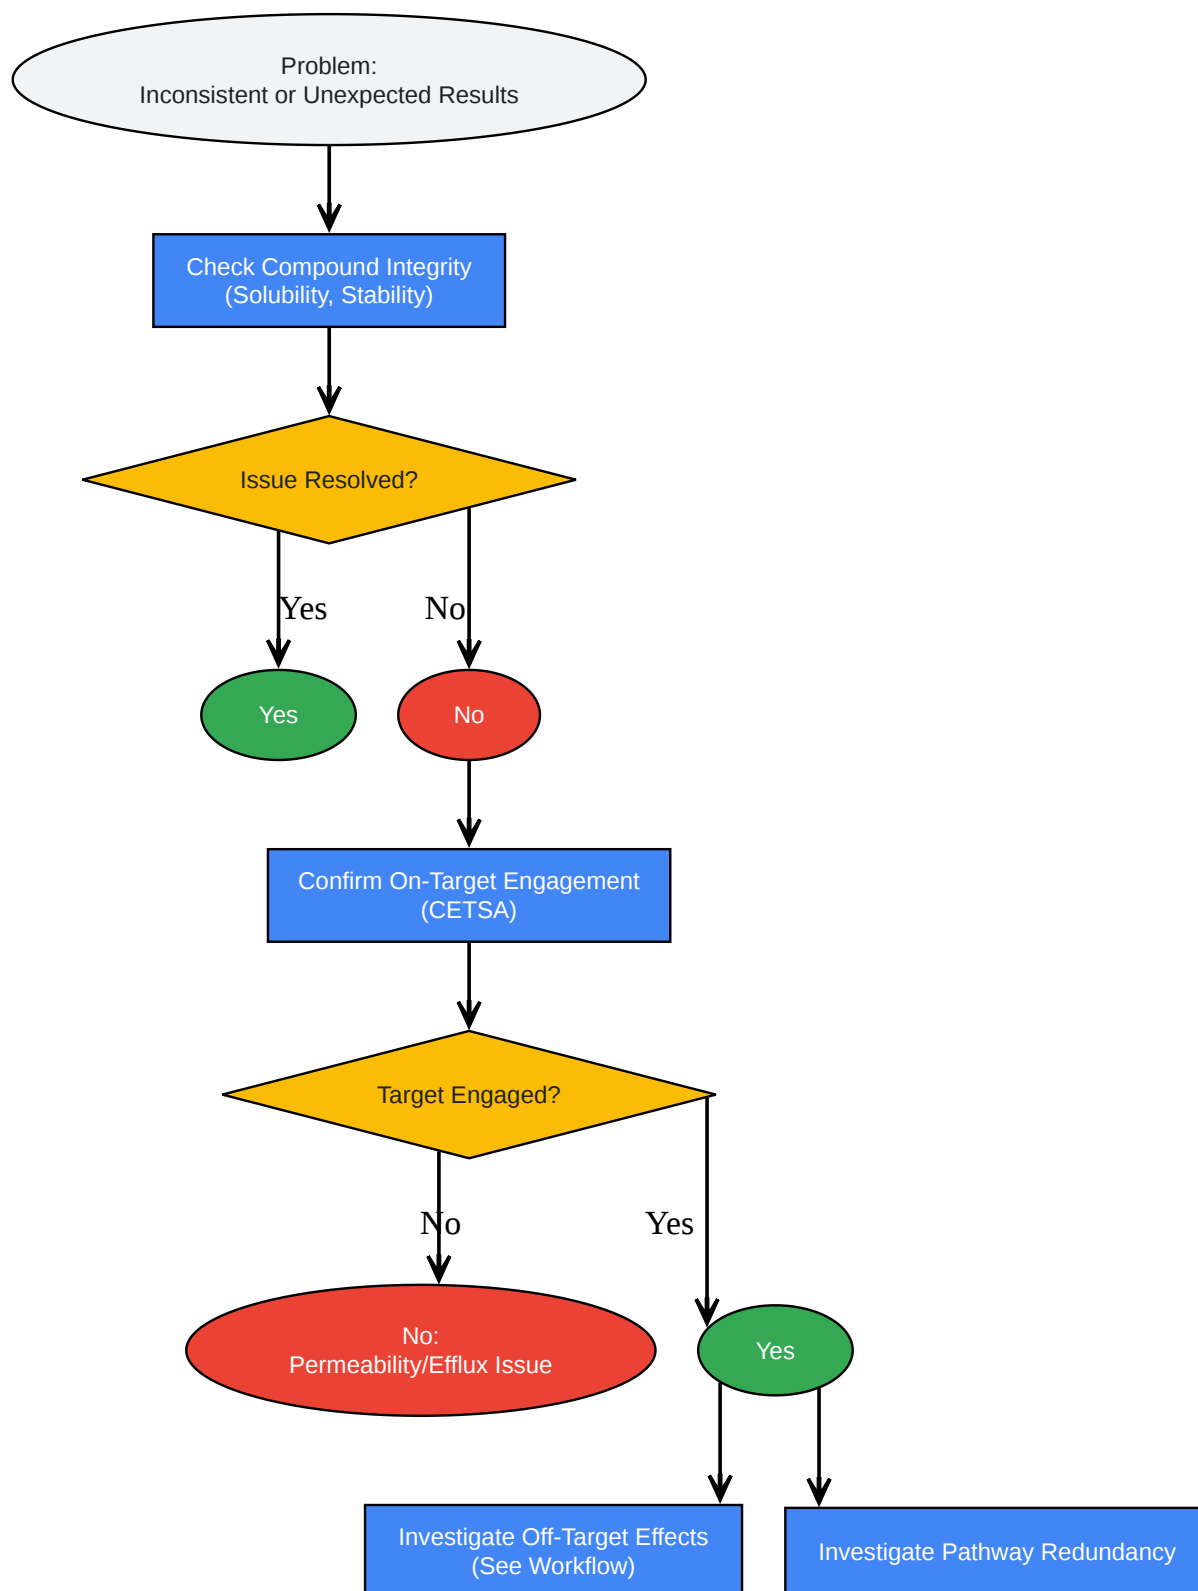 Problem:
Inconsistent or Unexpected Results
Check Compound Integrity
(Solubility, Stability)
Issue Resolved?
Yes
No
Yes
No
Confirm On-Target Engagement
(CETSA)
Target Engaged?
No
Yes
No:
Permeability/Efflux Issue
Yes
Investigate Off-Target Effects
(See Workflow)
Investigate Pathway Redundancy